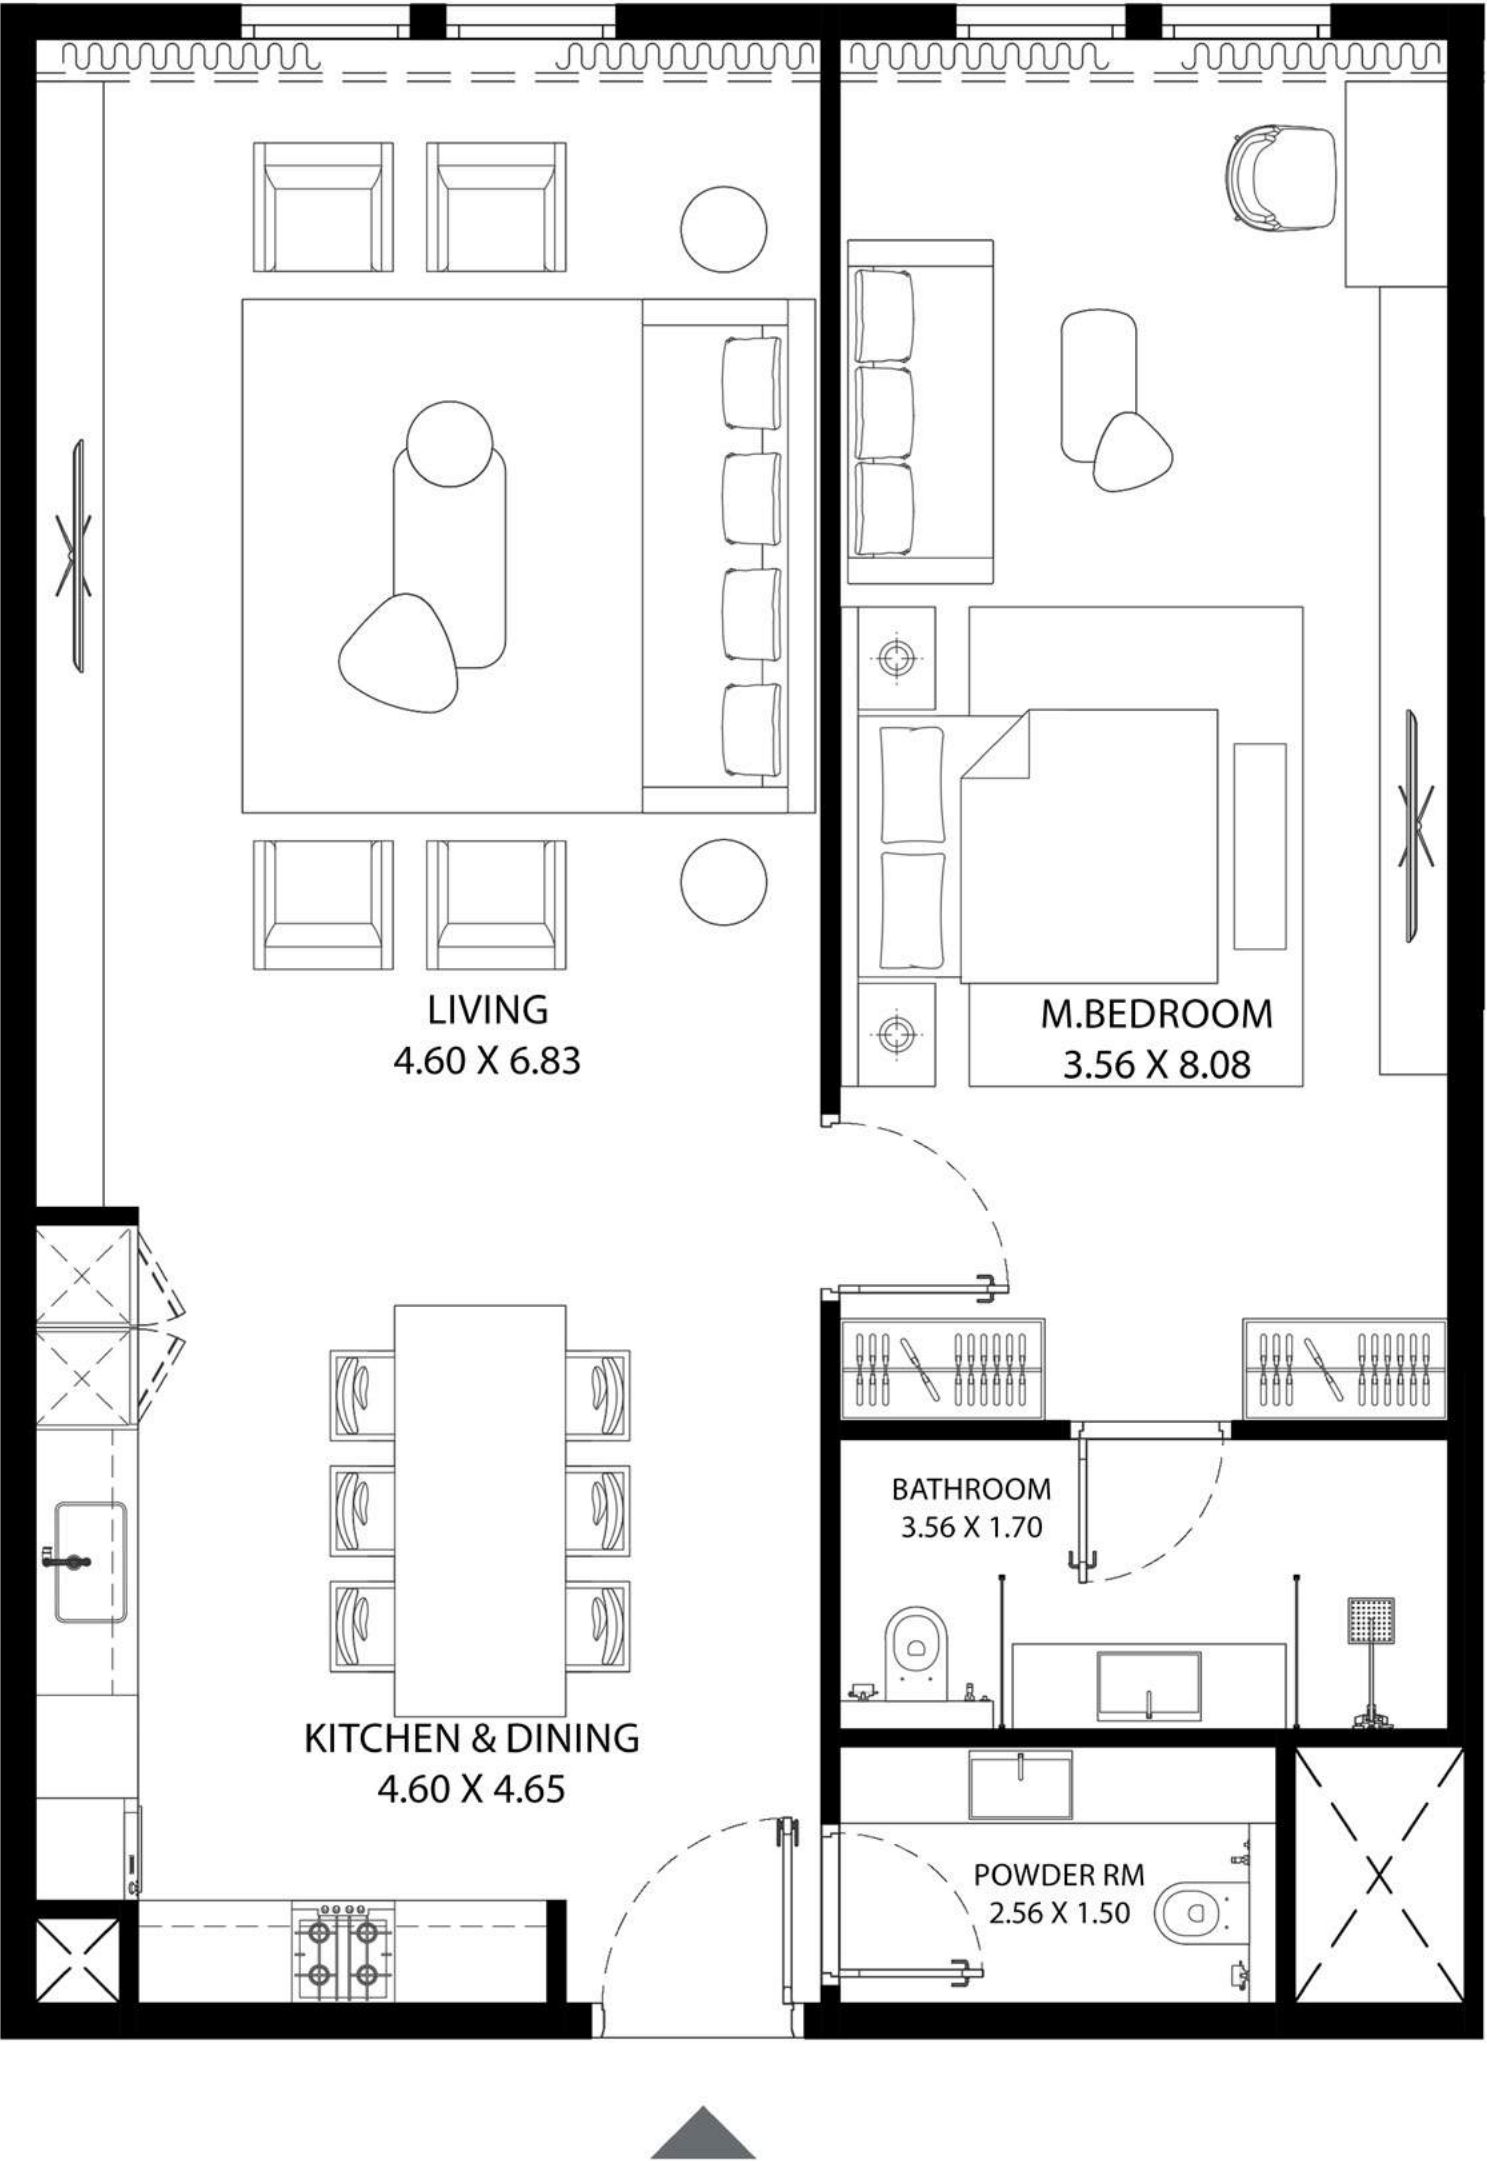 LIVING
4.60 X 6.83
M.BEDROOM
3.56 X 8.08
BATHROOM
3.56 X 1.70
KITCHEN & DINING
4.60 X 4.65
POWDER RM
2.56 X 1.50